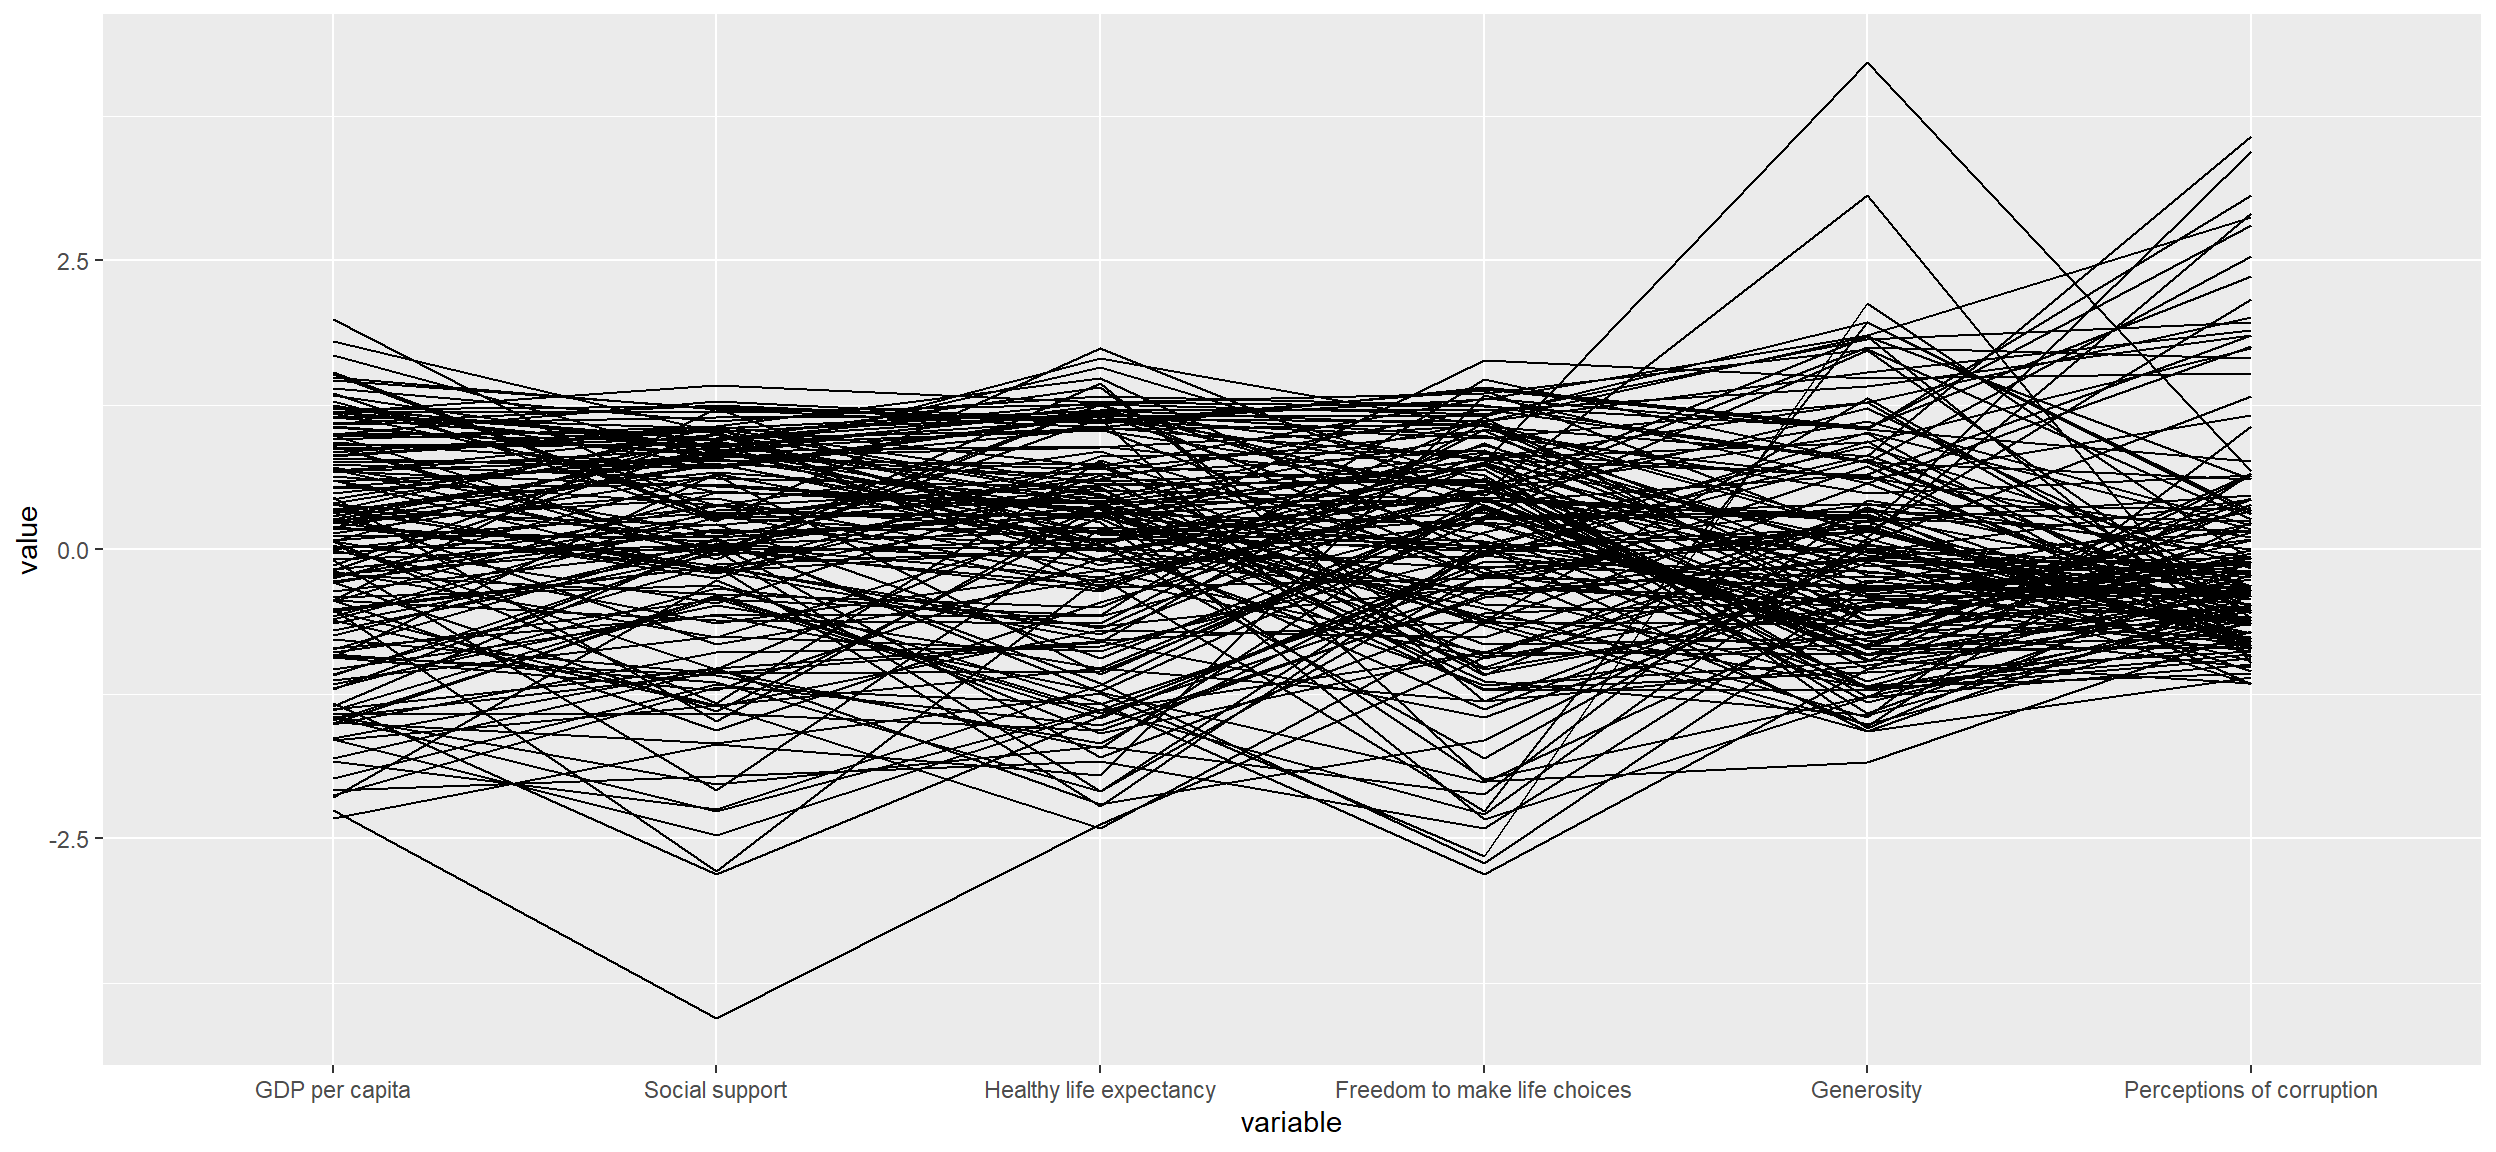 value
2.5
0.0
-2.5
GDP per capita
Social support
Healthy life expectancy
Freedom to make life choices
Generosity
Perceptions of corruption
variable